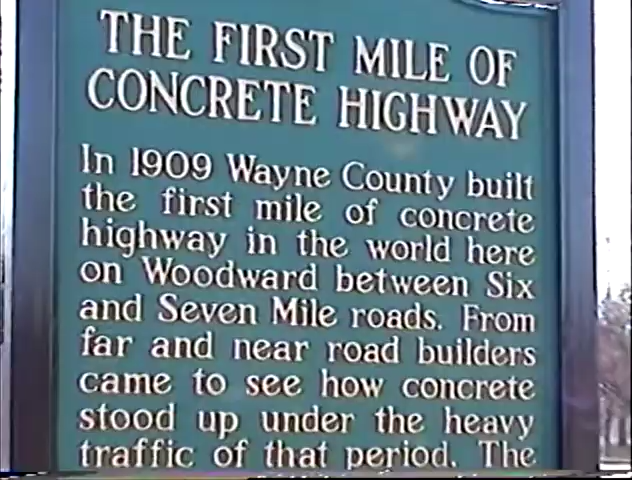 THE FIRST MILE OF
CONCRETE HIGHWAY
In 1909 Wayne County built
the first mile of concrete
highway in the world here
on Woodward between Six
and Seven Mile roads. From
far and near road builders
came to see how concrete
stood up under the heavy
traffic of that period. The